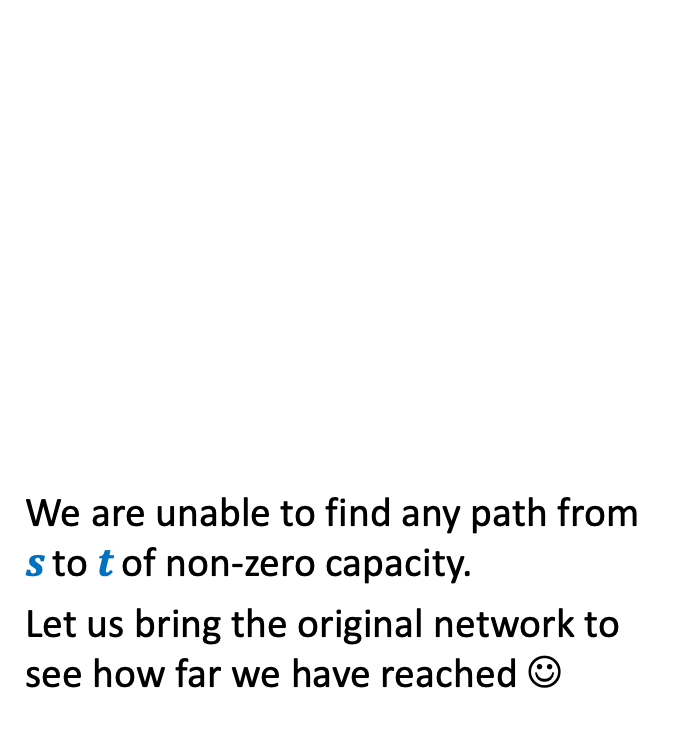 We are unable to find any path from
s to t of non-zero capacity.
Let us bring the original network to
see how far we have reached ☺